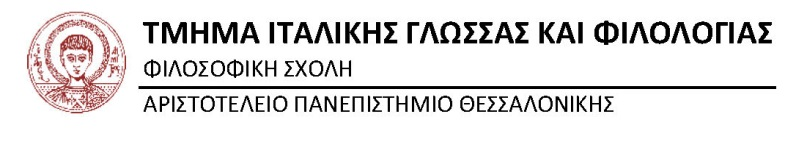 ΤΜΗΜΑ ΙΤΑΛΙΚΗΣ ΓΛΩΣΣΑΣ ΚΑΙ ΦΙΛΟΛΟΓΙΑΣ
ΦΙΛΟΣΟΦΙΚΗ ΣΧΟΛΗ
ΑΡΙΣΤΟΤΕΛΕΙΟ ΠΑΝΕΠΙΣΤΗΜΙΟ ΘΕΣΣΑΛΟΝΙΚΗΣ